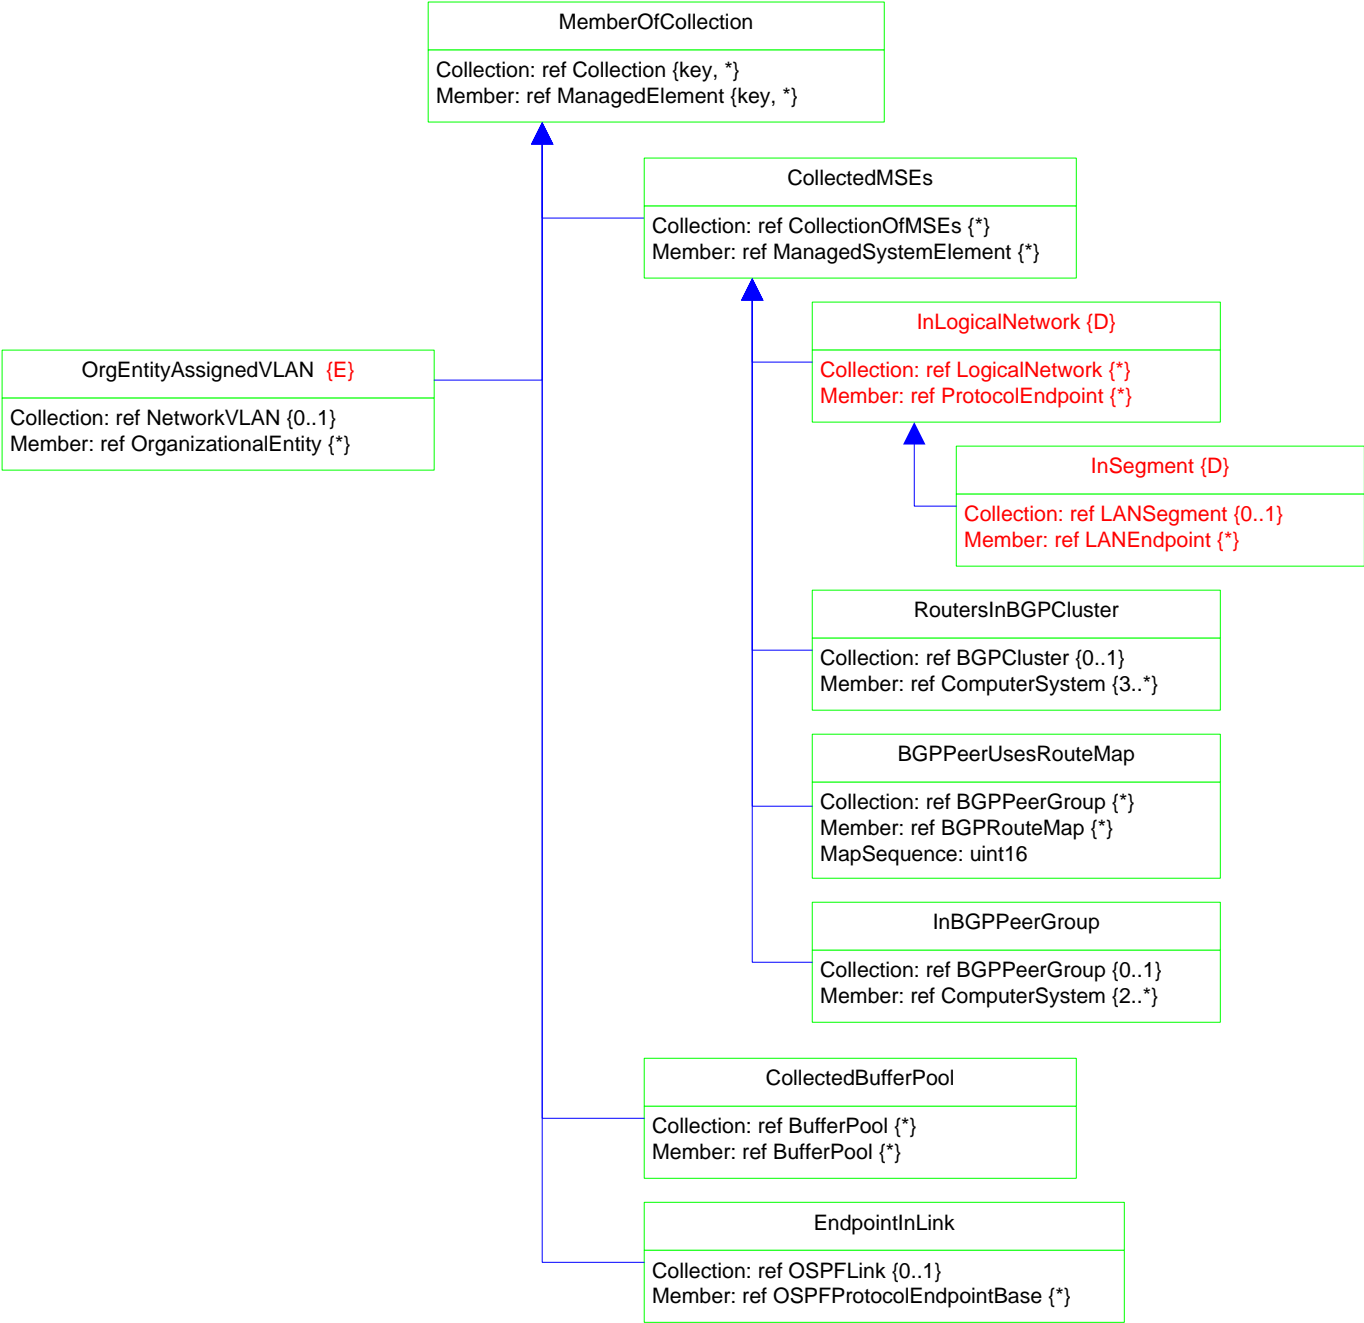 MemberOfCollection
Collection: ref Collection {key, *}
Member: ref ManagedElement {key, *}
CollectedMSEs
Collection: ref CollectionOfMSEs {*}
Member: ref ManagedSystemElement {*}
InLogicalNetwork {D}
Collection: ref LogicalNetwork {*}
Member: ref ProtocolEndpoint {*}
OrgEntityAssignedVLAN {E}
Collection: ref NetworkVLAN {0..1}
Member: ref OrganizationalEntity {*}
InSegment {D}
Collection: ref LANSegment {0..1}
Member: ref LANEndpoint {*}
RoutersInBGPCluster
Collection: ref BGPCluster {0..1}
Member: ref ComputerSystem {3..*}
BGPPeerUsesRouteMap
Collection: ref BGPPeerGroup {*}
Member: ref BGPRouteMap {*}
MapSequence: uint16
InBGPPeerGroup
Collection: ref BGPPeerGroup {0..1}
Member: ref ComputerSystem {2..*}
CollectedBufferPool
Collection: ref BufferPool {*}
Member: ref BufferPool {*}
EndpointInLink
Collection: ref OSPFLink {0..1}
Member: ref OSPFProtocolEndpointBase {*}